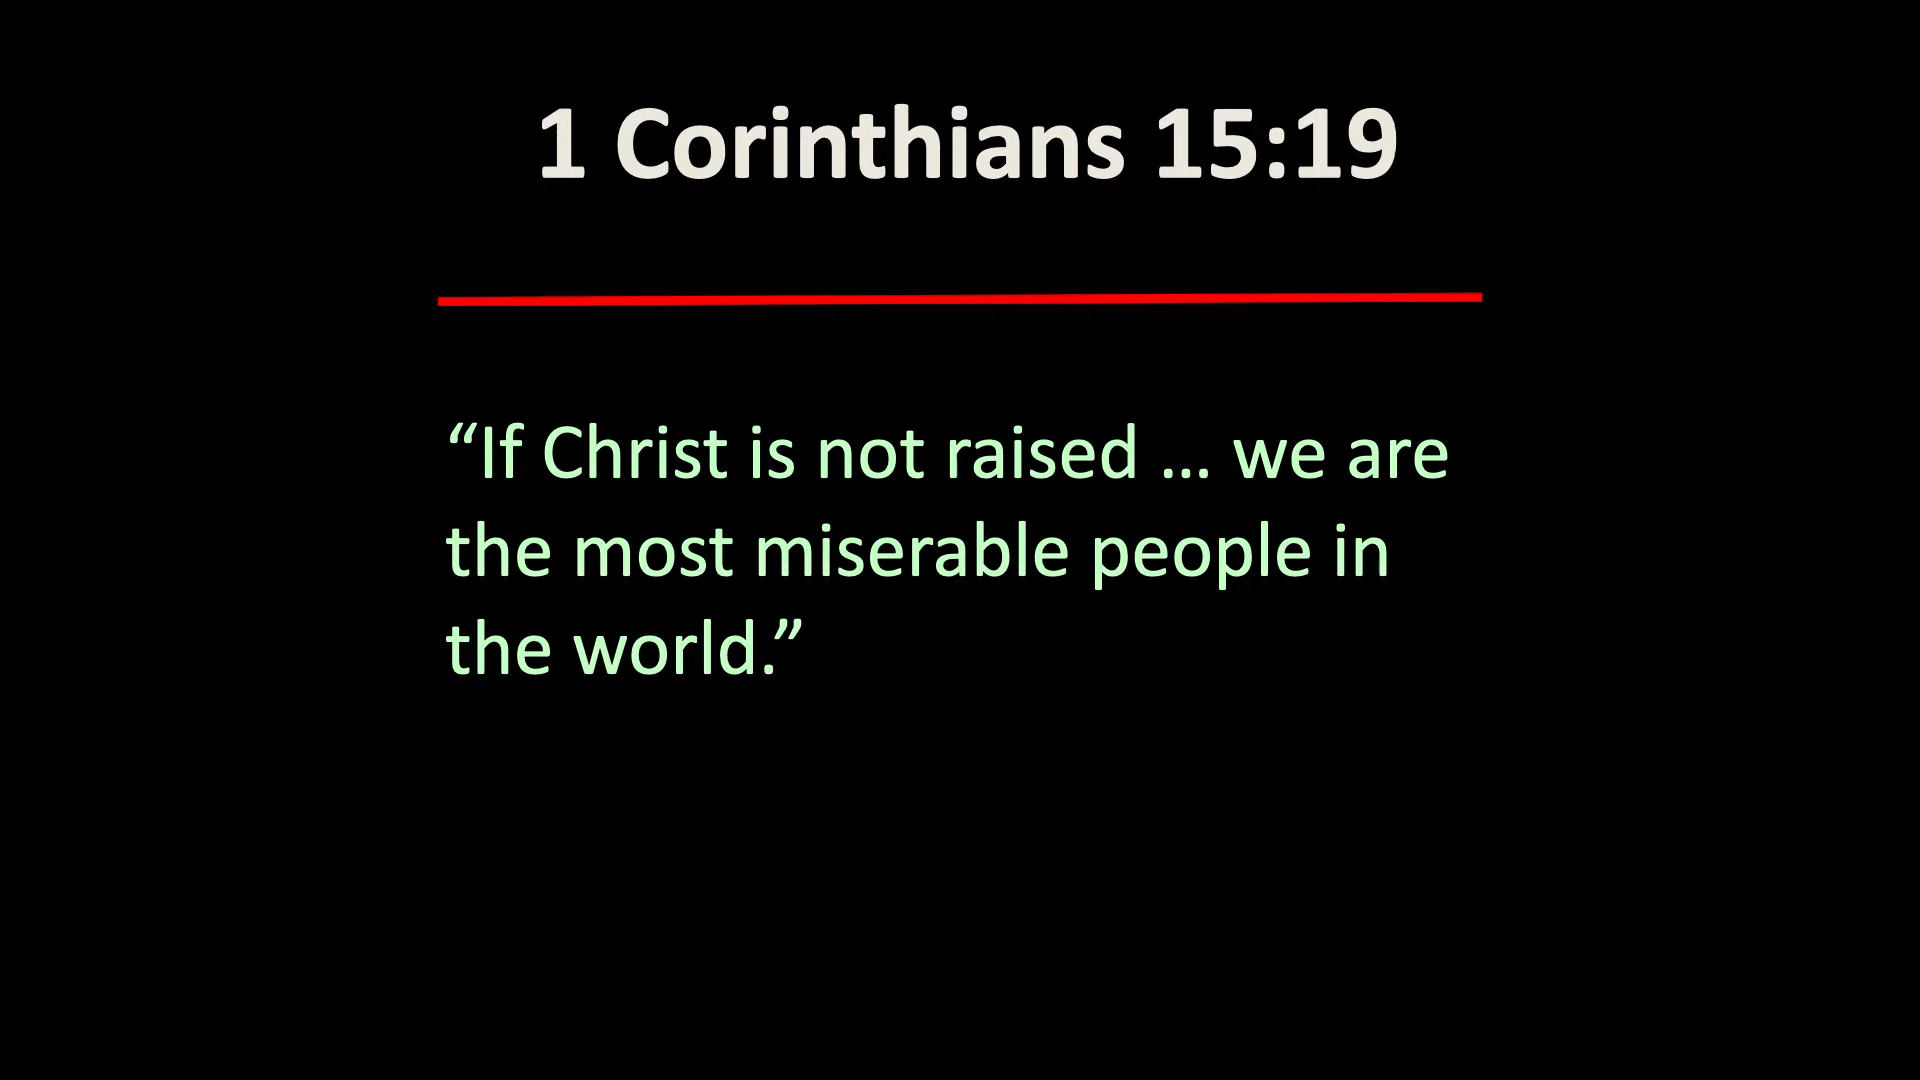 1 Corinthians 15:19
“If Christ is not raised ... we are
the most miserable people in
the world.”